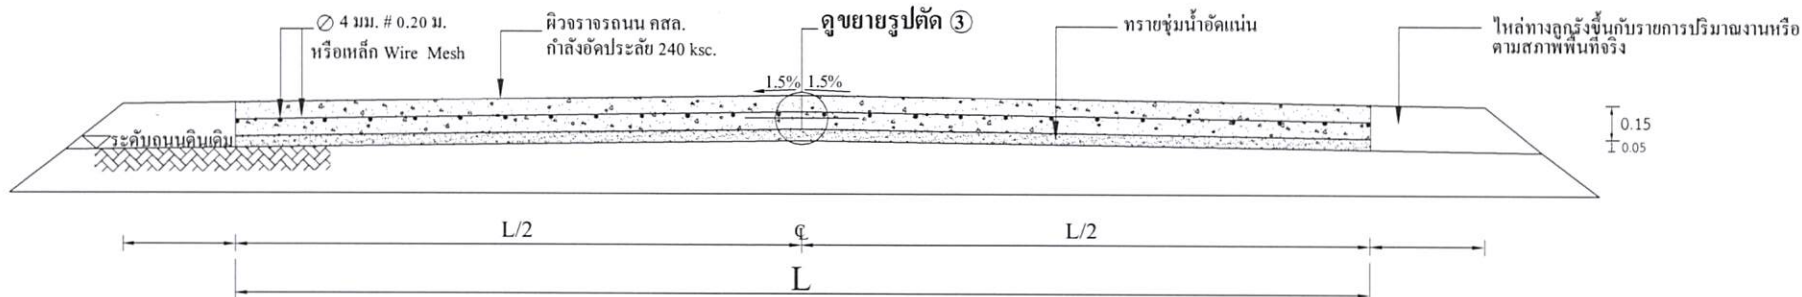 ∅ 4 มม. # 0.20 ม.
หรือเหล็ก Wire Mesh
ผิวจราจรถนน คสล.
กำลังอัดประลัย 240 ksc.
ดูขยายรูปตัด ③
ทรายชุ่มน้ำอัดแน่น
ไหล่ทางลูกรังขึ้นกับรายการปริมาณงานหรือ
ตามสภาพพื้นที่จริง
1.5% 1.5%
ระดับถนนดินเดิม
0.15
0.05
L/2
℄
L/2
L